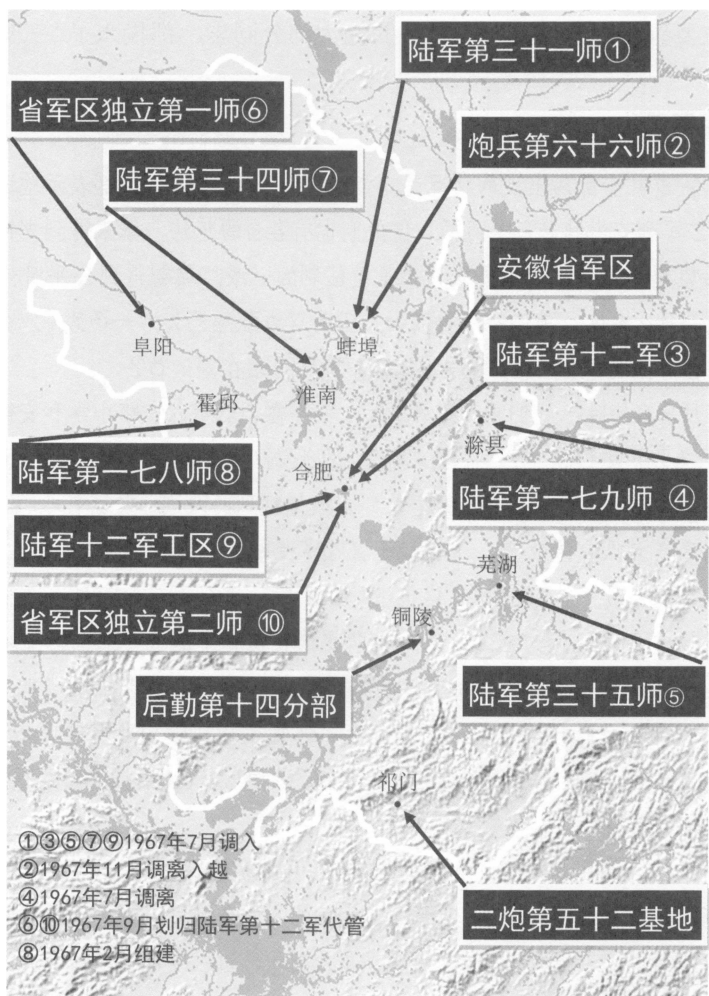 陆军第三十一师①
省军区独立第一师⑥
炮兵第六十六师②
陆军第三十四师⑦
安徽省军区
阜阳
蚌埠
陆军第十二军③
淮南
霍邱
滁县
陆军第一七八师⑧
合肥
陆军第一七九师 ④
陆军十二军工区⑨
芜湖
省军区独立第二师 ⑩
铜陵
后勤第十四分部
陆军第三十五师⑤
祁门
①③⑤⑦⑨1967年7月调入
②1967年11月调离入越
④1967年7月调离
⑥⑩1967年9月划归陆军第十二军代管
⑧1967年2月组建
二炮第五十二基地